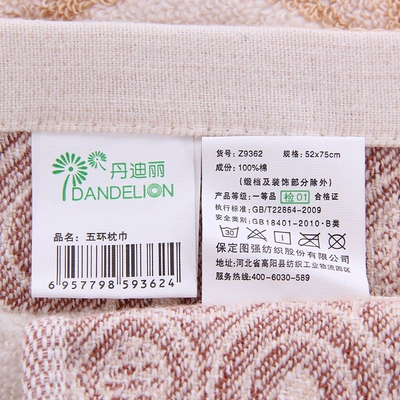 丹迪丽
DANDELION
品名：五环枕巾
6 957798 593624
货号：Z9362 规格：52x75cm
成份：100%棉
（缎档及装饰部分除外）
产品等级：一等品 检01 合格证
执行标准：GB/T22864-2009
安全类别：GB18401-2010·B类
30
保定图强纺织股份有限公司
地址：河北省高阳县纺织工业物流园区
服务热线：400-6030-589